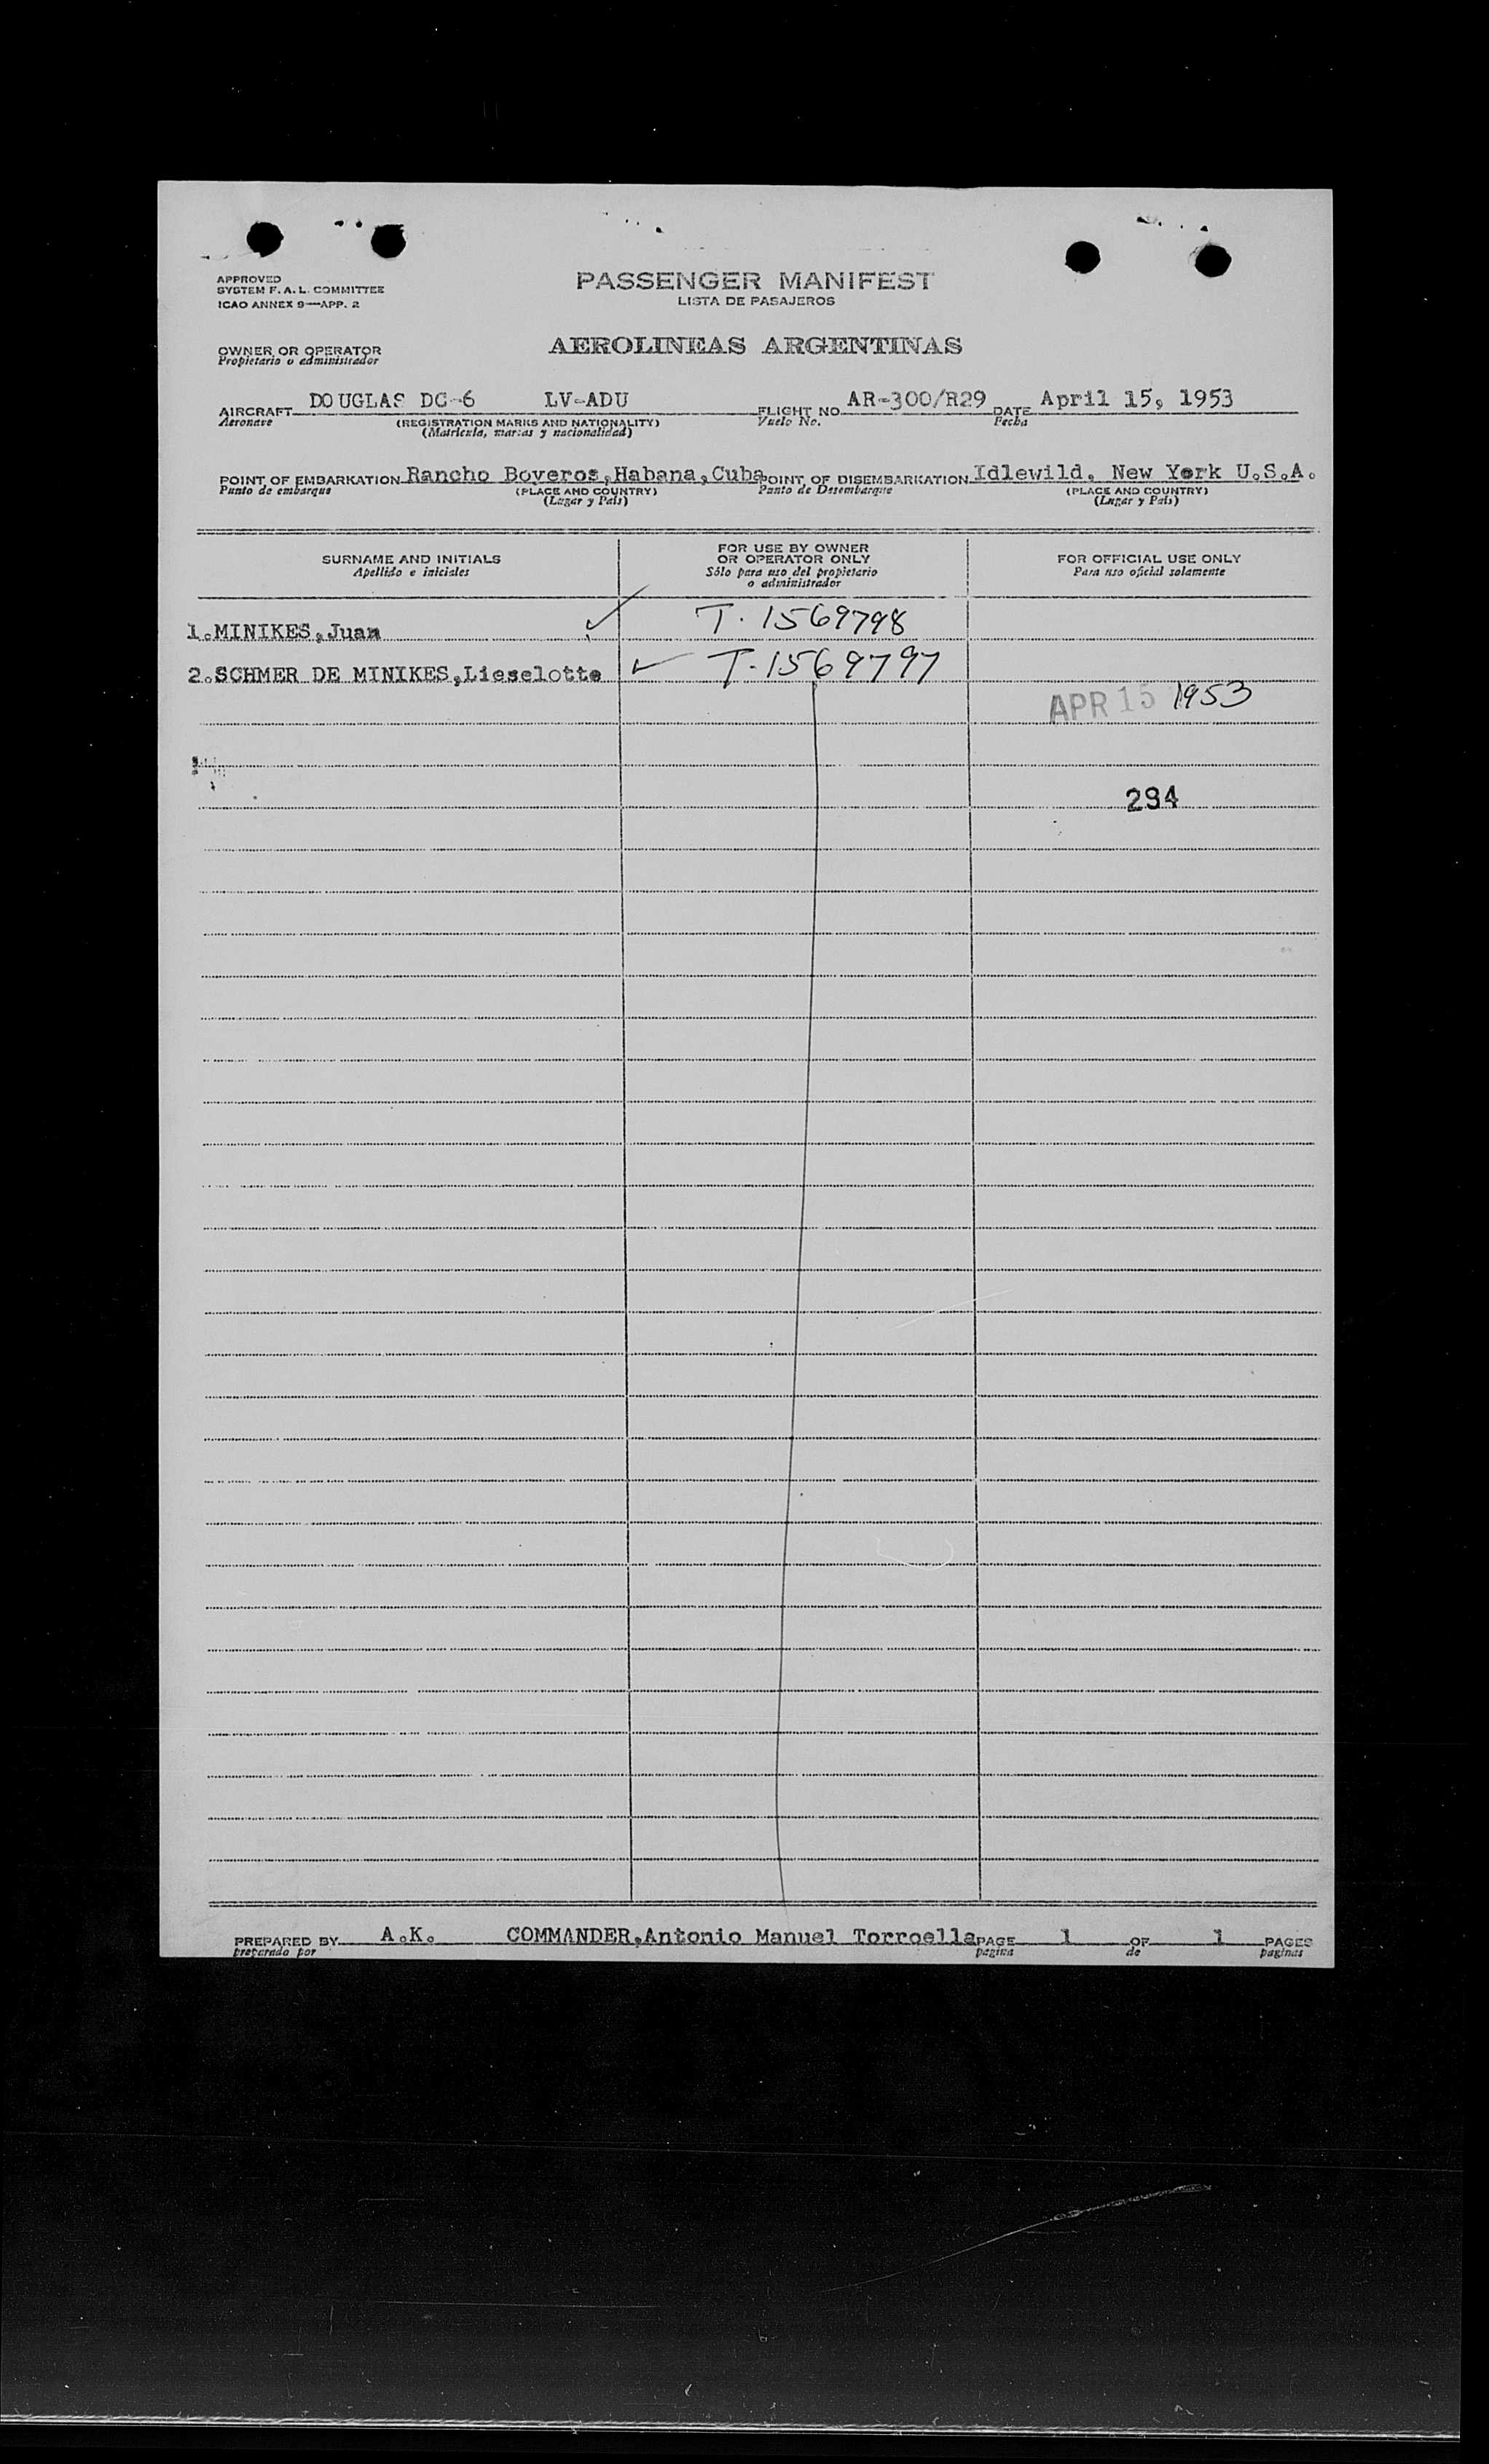 APPROVED
SYSTEM F. A. L. COMMITTEE
ICAO ANNEX 9—APP. 2
PASSENGER MANIFEST
LISTA DE PASAJEROS
OWNER OR OPERATOR
Propietario o administrador
AEROLINEAS ARGENTINAS
AIRCRAFT DOUGLAS DC-6 LV-ADU FLIGHT NO. AR-300/R29 DATE April 15, 1953
Aeronave (REGISTRATION MARKS AND NATIONALITY) Vuelo No. Fecha
(Matrícula, marcas y nacionalidad)
POINT OF EMBARKATION Rancho Boyeros,Habana,Cuba POINT OF DISEMBARKATION Idlewild. New York U.S.A.
Punto de embarque (PLACE AND COUNTRY) Punto de Desembarque (PLACE AND COUNTRY)
(Lugar y País) (Lugar y País)
SURNAME AND INITIALS
Apellido e iniciales
FOR USE BY OWNER
OR OPERATOR ONLY
Sólo para uso del propietario
o administrador
FOR OFFICIAL USE ONLY
Para uso oficial solamente
1.MINIKES,Juan T. 1569798
2.SCHMER DE MINIKES,Lieselotte T. 1569797
APR 15 1953
294
PREPARED BY A.K. COMMANDER,Antonio Manuel Torroella PAGE 1 OF 1 PAGES
preparado por pagina de paginas